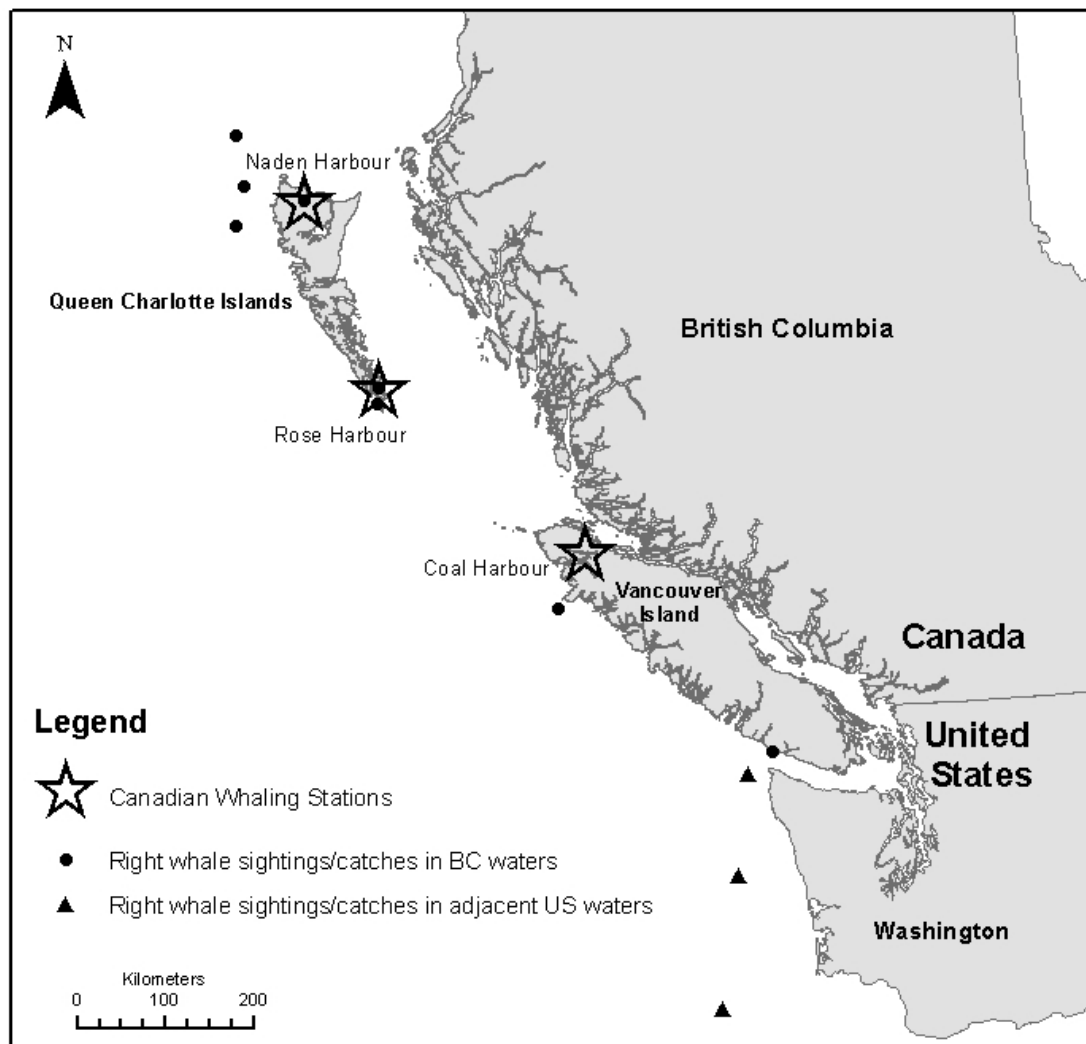 N
Naden Harbour
Queen Charlotte Islands
British Columbia
Rose Harbour
Coal Harbour
Vancouver
Island
Canada
Legend
United
States
Canadian Whaling Stations
Right whale sightings/catches in BC waters
Right whale sightings/catches in adjacent US waters
Washington
Kilometers
0 100 200